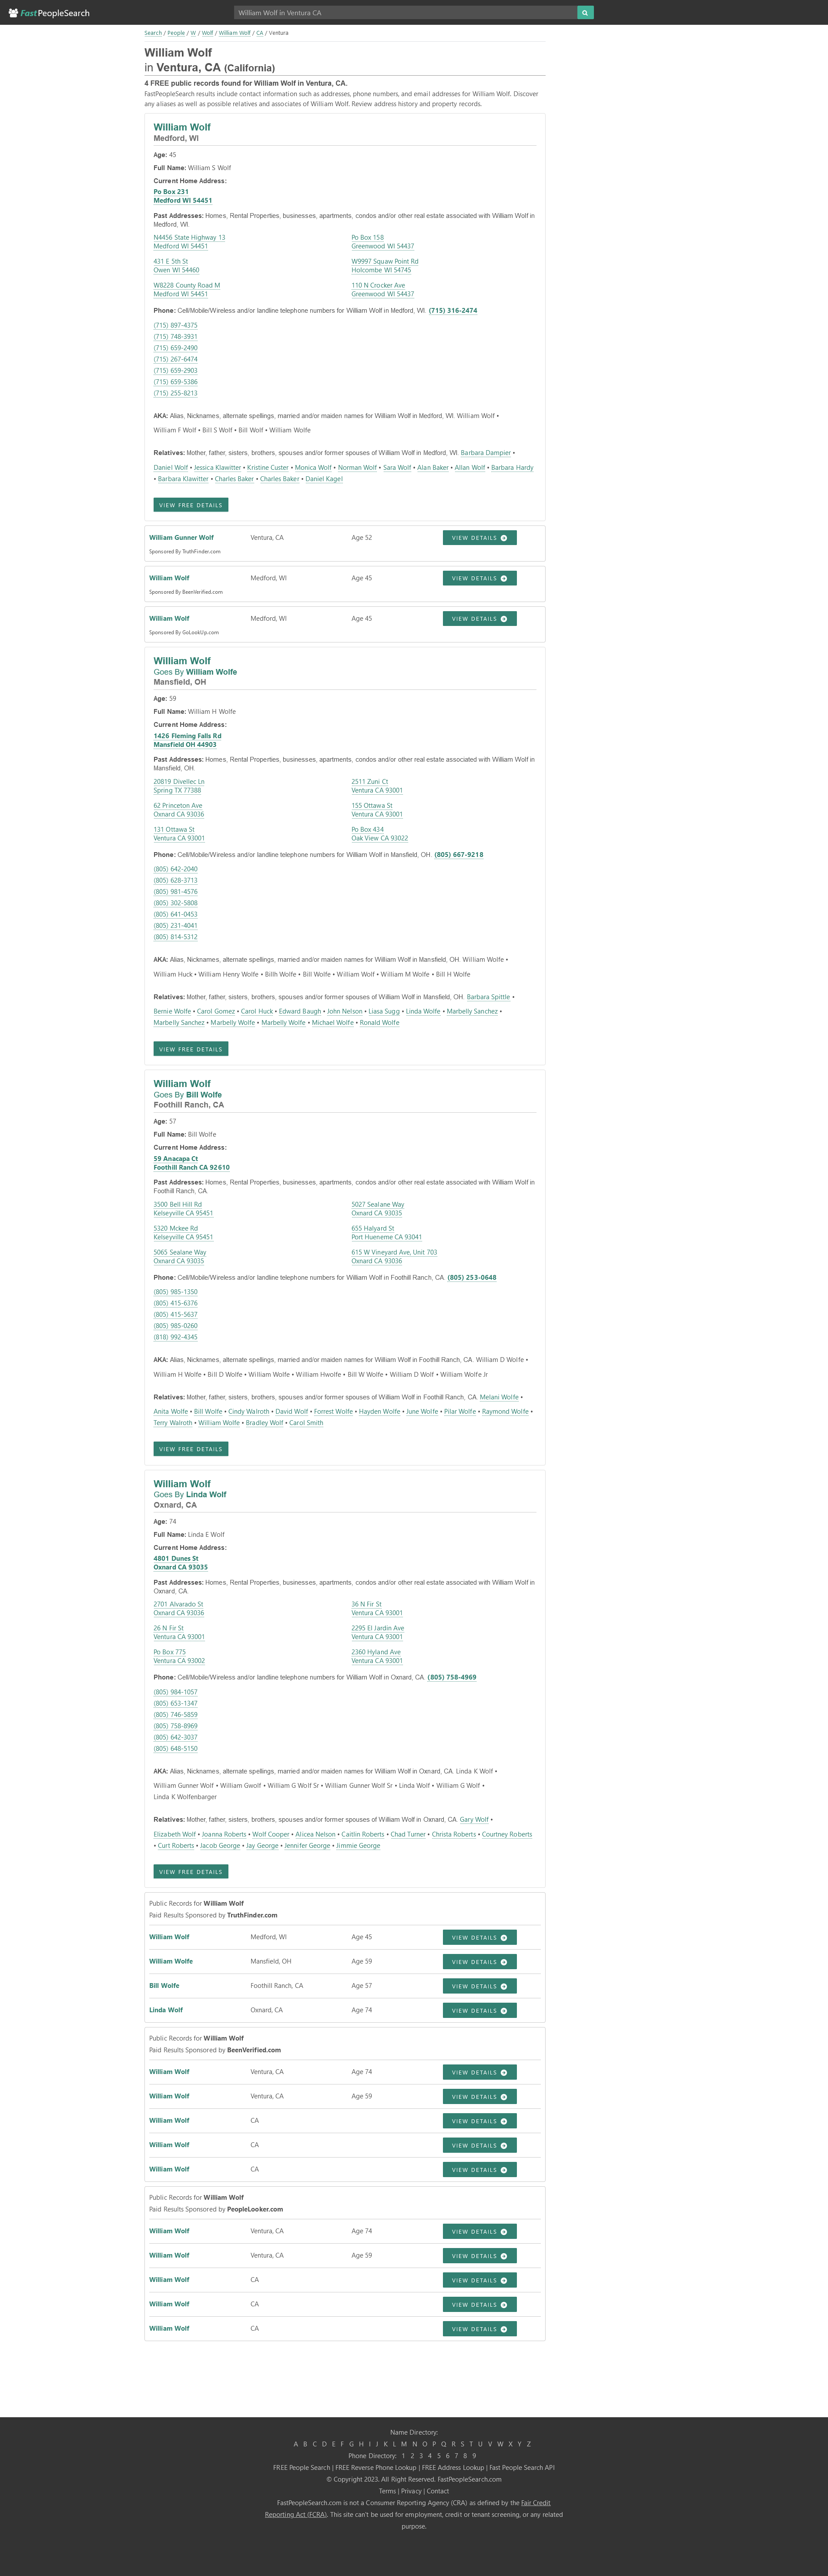 FastPeopleSearch
William Wolf in Ventura CA
Search / People / W / Wolf / William Wolf / CA / Ventura
William Wolf
in Ventura, CA (California)
4 FREE public records found for William Wolf in Ventura, CA.
FastPeopleSearch results include contact information such as addresses, phone numbers, and email addresses for William Wolf. Discover
any aliases as well as possible relatives and associates of William Wolf. Review address history and property records.
William Wolf
Medford, WI
Age: 45
Full Name: William S Wolf
Current Home Address:
Po Box 231
Medford WI 54451
Past Addresses: Homes, Rental Properties, businesses, apartments, condos and/or other real estate associated with William Wolf in
Medford, WI.
N4456 State Highway 13
Medford WI 54451
Po Box 158
Greenwood WI 54437
431 E 5th St
Owen WI 54460
W9997 Squaw Point Rd
Holcombe WI 54745
W8228 County Road M
Medford WI 54451
110 N Crocker Ave
Greenwood WI 54437
Phone: Cell/Mobile/Wireless and/or landline telephone numbers for William Wolf in Medford, WI. (715) 316-2474
(715) 897-4375
(715) 748-3931
(715) 659-2490
(715) 267-6474
(715) 659-2903
(715) 659-5386
(715) 255-8213
AKA: Alias, Nicknames, alternate spellings, married and/or maiden names for William Wolf in Medford, WI. William Wolf •
William F Wolf • Bill S Wolf • Bill Wolf • William Wolfe
Relatives: Mother, father, sisters, brothers, spouses and/or former spouses of William Wolf in Medford, WI. Barbara Dampier •
Daniel Wolf • Jessica Klawitter • Kristine Custer • Monica Wolf • Norman Wolf • Sara Wolf • Alan Baker • Allan Wolf • Barbara Hardy
• Barbara Klawitter • Charles Baker • Charles Baker • Daniel Kagel
VIEW FREE DETAILS
William Gunner Wolf Ventura, CA Age 52 VIEW DETAILS
Sponsored By TruthFinder.com
William Wolf Medford, WI Age 45 VIEW DETAILS
Sponsored By BeenVerified.com
William Wolf Medford, WI Age 45 VIEW DETAILS
Sponsored By GoLookUp.com
William Wolf
Goes By William Wolfe
Mansfield, OH
Age: 59
Full Name: William H Wolfe
Current Home Address:
1426 Fleming Falls Rd
Mansfield OH 44903
Past Addresses: Homes, Rental Properties, businesses, apartments, condos and/or other real estate associated with William Wolf in
Mansfield, OH.
20819 Divellec Ln
Spring TX 77388
2511 Zuni Ct
Ventura CA 93001
62 Princeton Ave
Oxnard CA 93036
155 Ottawa St
Ventura CA 93001
131 Ottawa St
Ventura CA 93001
Po Box 434
Oak View CA 93022
Phone: Cell/Mobile/Wireless and/or landline telephone numbers for William Wolf in Mansfield, OH. (805) 667-9218
(805) 642-2040
(805) 628-3713
(805) 981-4576
(805) 302-5808
(805) 641-0453
(805) 231-4041
(805) 814-5312
AKA: Alias, Nicknames, alternate spellings, married and/or maiden names for William Wolf in Mansfield, OH. William Wolfe •
William Huck • William Henry Wolfe • Billh Wolfe • Bill Wolfe • William Wolf • William M Wolfe • Bill H Wolfe
Relatives: Mother, father, sisters, brothers, spouses and/or former spouses of William Wolf in Mansfield, OH. Barbara Spittle •
Bernie Wolfe • Carol Gomez • Carol Huck • Edward Baugh • John Nelson • Liasa Sugg • Linda Wolfe • Marbelly Sanchez •
Marbelly Sanchez • Marbelly Wolfe • Marbelly Wolfe • Michael Wolfe • Ronald Wolfe
VIEW FREE DETAILS
William Wolf
Goes By Bill Wolfe
Foothill Ranch, CA
Age: 57
Full Name: Bill Wolfe
Current Home Address:
59 Anacapa Ct
Foothill Ranch CA 92610
Past Addresses: Homes, Rental Properties, businesses, apartments, condos and/or other real estate associated with William Wolf in
Foothill Ranch, CA.
3500 Bell Hill Rd
Kelseyville CA 95451
5027 Sealane Way
Oxnard CA 93035
5320 Mckee Rd
Kelseyville CA 95451
655 Halyard St
Port Hueneme CA 93041
5065 Sealane Way
Oxnard CA 93035
615 W Vineyard Ave, Unit 703
Oxnard CA 93036
Phone: Cell/Mobile/Wireless and/or landline telephone numbers for William Wolf in Foothill Ranch, CA. (805) 253-0648
(805) 985-1350
(805) 415-6376
(805) 415-5637
(805) 985-0260
(818) 992-4345
AKA: Alias, Nicknames, alternate spellings, married and/or maiden names for William Wolf in Foothill Ranch, CA. William D Wolfe •
William H Wolfe • Bill D Wolfe • William Wolfe • William Hwolfe • Bill W Wolfe • William D Wolf • William Wolfe Jr
Relatives: Mother, father, sisters, brothers, spouses and/or former spouses of William Wolf in Foothill Ranch, CA. Melani Wolfe •
Anita Wolfe • Bill Wolfe • Cindy Walroth • David Wolf • Forrest Wolfe • Hayden Wolfe • June Wolfe • Pilar Wolfe • Raymond Wolfe •
Terry Walroth • William Wolfe • Bradley Wolf • Carol Smith
VIEW FREE DETAILS
William Wolf
Goes By Linda Wolf
Oxnard, CA
Age: 74
Full Name: Linda E Wolf
Current Home Address:
4801 Dunes St
Oxnard CA 93035
Past Addresses: Homes, Rental Properties, businesses, apartments, condos and/or other real estate associated with William Wolf in
Oxnard, CA.
2701 Alvarado St
Oxnard CA 93036
36 N Fir St
Ventura CA 93001
26 N Fir St
Ventura CA 93001
2295 El Jardin Ave
Ventura CA 93001
Po Box 775
Ventura CA 93002
2360 Hyland Ave
Ventura CA 93001
Phone: Cell/Mobile/Wireless and/or landline telephone numbers for William Wolf in Oxnard, CA. (805) 758-4969
(805) 984-1057
(805) 653-1347
(805) 746-5859
(805) 758-8969
(805) 642-3037
(805) 648-5150
AKA: Alias, Nicknames, alternate spellings, married and/or maiden names for William Wolf in Oxnard, CA. Linda K Wolf •
William Gunner Wolf • William Gwolf • William G Wolf Sr • William Gunner Wolf Sr • Linda Wolf • William G Wolf •
Linda K Wolfenbarger
Relatives: Mother, father, sisters, brothers, spouses and/or former spouses of William Wolf in Oxnard, CA. Gary Wolf •
Elizabeth Wolf • Joanna Roberts • Wolf Cooper • Alicea Nelson • Caitlin Roberts • Chad Turner • Christa Roberts • Courtney Roberts
• Curt Roberts • Jacob George • Jay George • Jennifer George • Jimmie George
VIEW FREE DETAILS
Public Records for William Wolf
Paid Results Sponsored by TruthFinder.com
William Wolf Medford, WI Age 45 VIEW DETAILS
William Wolfe Mansfield, OH Age 59 VIEW DETAILS
Bill Wolfe Foothill Ranch, CA Age 57 VIEW DETAILS
Linda Wolf Oxnard, CA Age 74 VIEW DETAILS
Public Records for William Wolf
Paid Results Sponsored by BeenVerified.com
William Wolf Ventura, CA Age 74 VIEW DETAILS
William Wolf Ventura, CA Age 59 VIEW DETAILS
William Wolf CA VIEW DETAILS
William Wolf CA VIEW DETAILS
William Wolf CA VIEW DETAILS
Public Records for William Wolf
Paid Results Sponsored by PeopleLooker.com
William Wolf Ventura, CA Age 74 VIEW DETAILS
William Wolf Ventura, CA Age 59 VIEW DETAILS
William Wolf CA VIEW DETAILS
William Wolf CA VIEW DETAILS
William Wolf CA VIEW DETAILS
Name Directory:
A B C D E F G H I J K L M N O P Q R S T U V W X Y Z
Phone Directory: 1 2 3 4 5 6 7 8 9
FREE People Search | FREE Reverse Phone Lookup | FREE Address Lookup | Fast People Search API
© Copyright 2023, All Right Reserved. FastPeopleSearch.com
Terms | Privacy | Contact
FastPeopleSearch.com is not a Consumer Reporting Agency (CRA) as defined by the Fair Credit
Reporting Act (FCRA). This site can't be used for employment, credit or tenant screening, or any related
purpose.